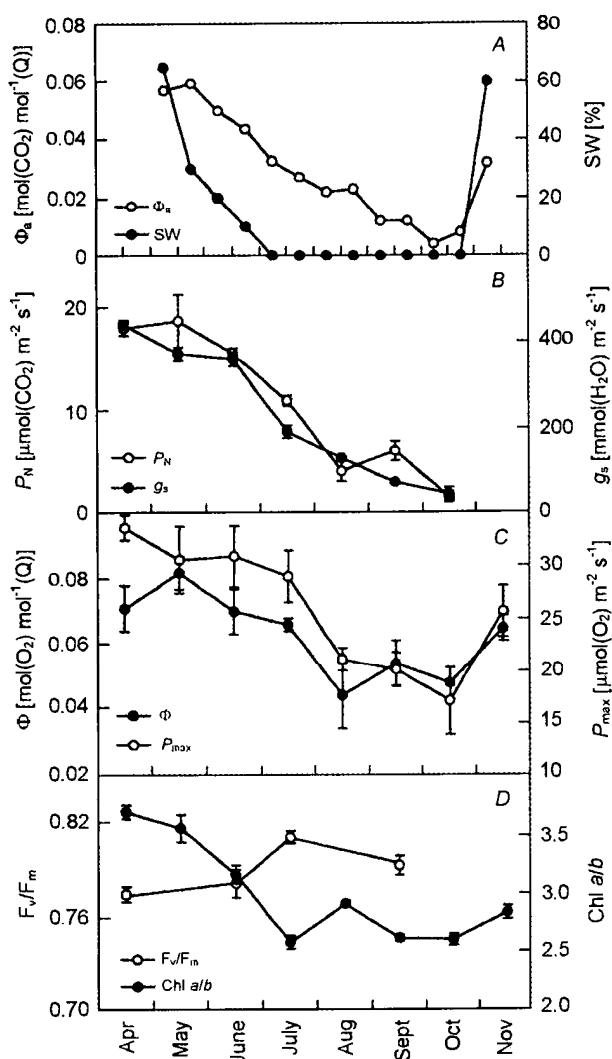 A
0.08
0.06
0.04
0.02
0
Φa [mol(CO2) mol-1(Q)]
80
60
40
20
0
SW [%]
Φa
SW
B
20
10
0
PN [μmol(CO2) m-2 s-1]
400
200
0
gs [mmol(H2O) m-2 s-1]
PN
gs
C
0.08
0.06
0.04
0.02
Φ [mol(O2) mol-1(Q)]
30
25
20
15
10
Pmax [μmol(O2) m-2 s-1]
Φ
Pmax
D
0.82
0.76
0.70
Fv/Fm
3.5
3.0
2.5
2.0
Chl a/b
Fv/Fm
Chl a/b
Apr
May
June
July
Aug
Sept
Oct
Nov